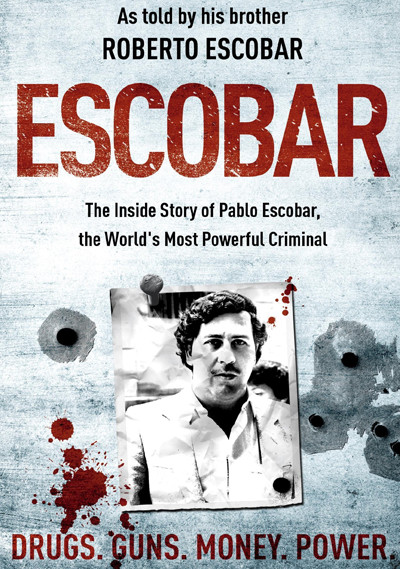 As told by his brother
ROBERTO ESCOBAR
ESCOBAR
The Inside Story of Pablo Escobar,
the World's Most Powerful Criminal
DRUGS. GUNS. MONEY. POWER.